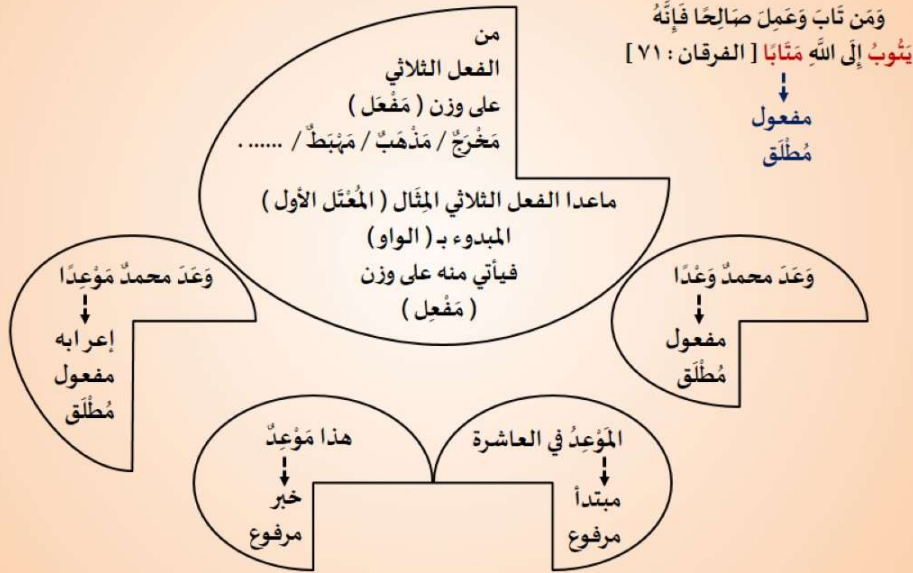 وَمَن تَابَ وَعَمِلَ صَالِحًا فَإِنَّهُ
يَتُوبُ إِلَى اللَّهِ مَتَابًا [ الفرقان : ٧١ ]
مفعول
مُطْلَق
من
الفعل الثلاثي
على وزن ( مَفْعَل )
مَخْرَجٌ / مَذْهَبٌ / مَهْبَطٌ / ...... .
ماعدا الفعل الثلاثي المِثَال ( المُعْتَل الأول )
المبدوء بـ ( الواو )
فيأتي منه على وزن
( مَفْعِل )
وَعَدَ محمدٌ وَعْدًا
مفعول
مُطْلَق
وَعَدَ محمدٌ مَوْعِدًا
إعرابه
مفعول
مُطْلَق
المَوْعِدُ في العاشرة
مبتدأ
مرفوع
هذا مَوْعِدٌ
خبر
مرفوع